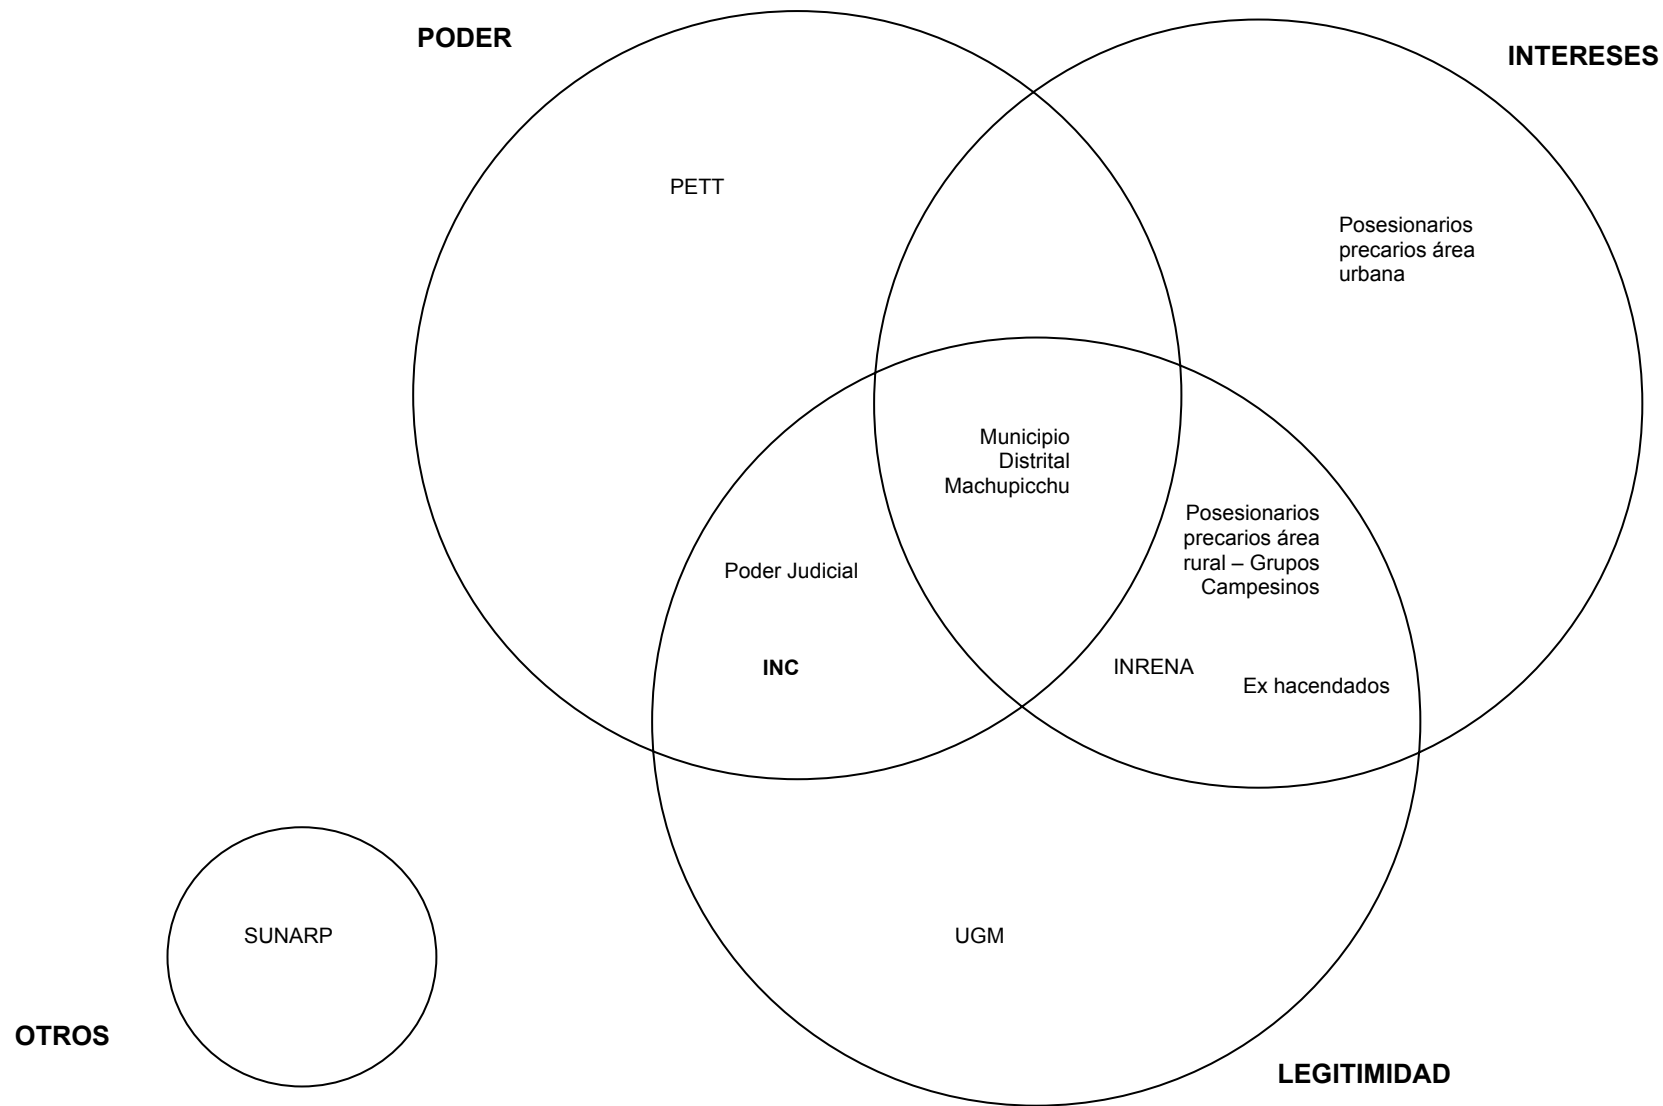 PODER
INTERESES
PETT
Posesionarios
precarios área
urbana
Municipio
Distrital
Machupicchu
Posesionarios
precarios área
rural – Grupos
Campesinos
Poder Judicial
INC
INRENA
Ex hacendados
SUNARP
UGM
OTROS
LEGITIMIDAD